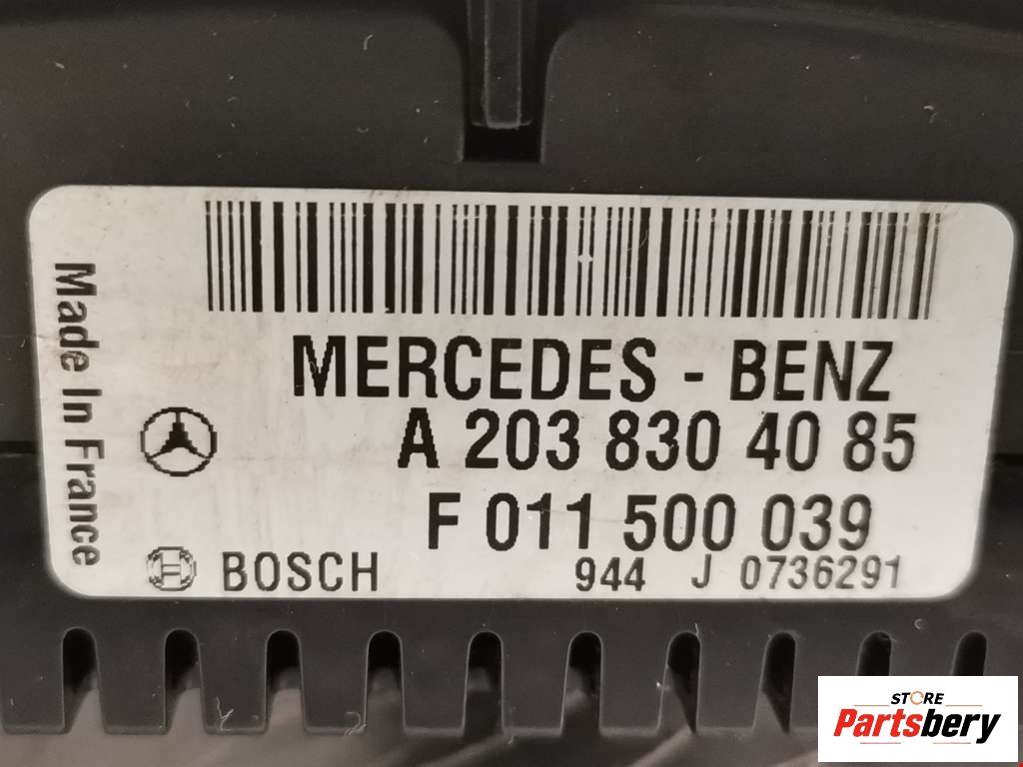 Made In France
MERCEDES - BENZ
A 203 830 40 85
F 011 500 039
BOSCH 944 J 0736291
STORE
Partsbery